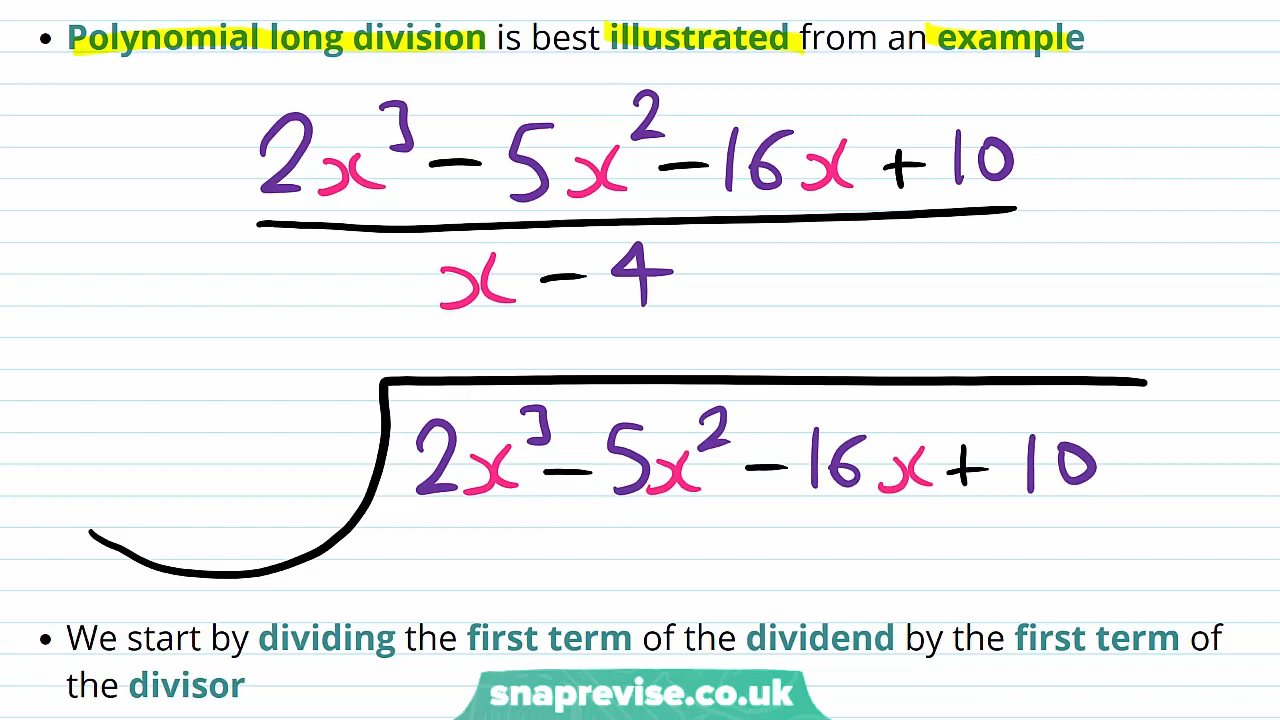 • Polynomial long division is best illustrated from an example
2x³ - 5x² - 16x + 10
x - 4
2x³ - 5x² - 16x + 10
• We start by dividing the first term of the dividend by the first term of
the divisor
snaprevise.co.uk